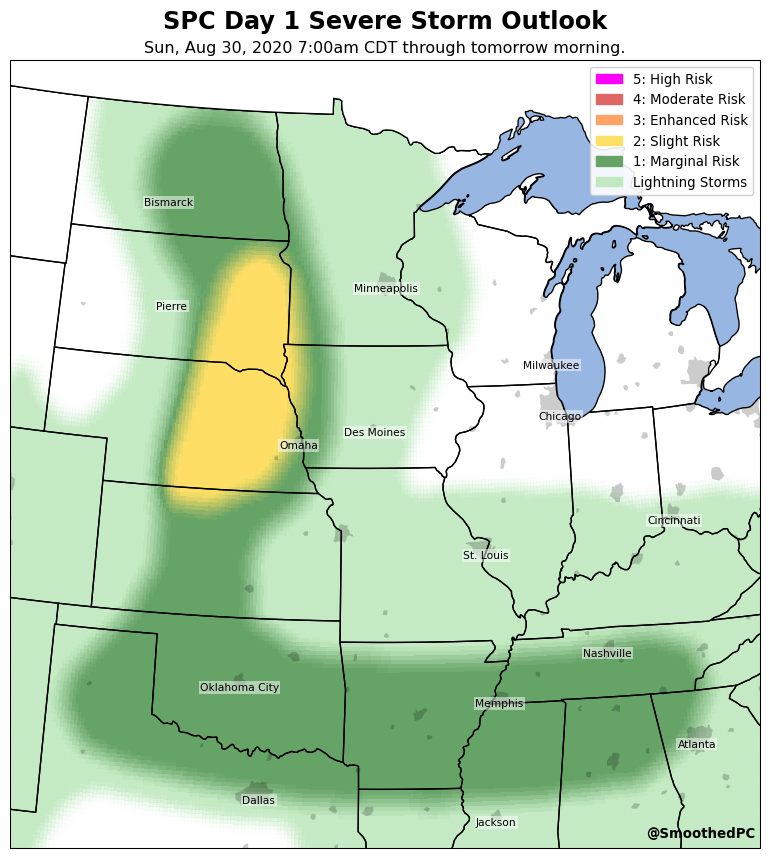 SPC Day 1 Severe Storm Outlook
Sun, Aug 30, 2020 7:00am CDT through tomorrow morning.
5: High Risk
4: Moderate Risk
3: Enhanced Risk
2: Slight Risk
1: Marginal Risk
Lightning Storms
Bismarck
Minneapolis
Pierre
Milwaukee
Chicago
Des Moines
Omaha
Cincinnati
St. Louis
Nashville
Oklahoma City
Memphis
Atlanta
Dallas
Jackson
@SmoothedPC